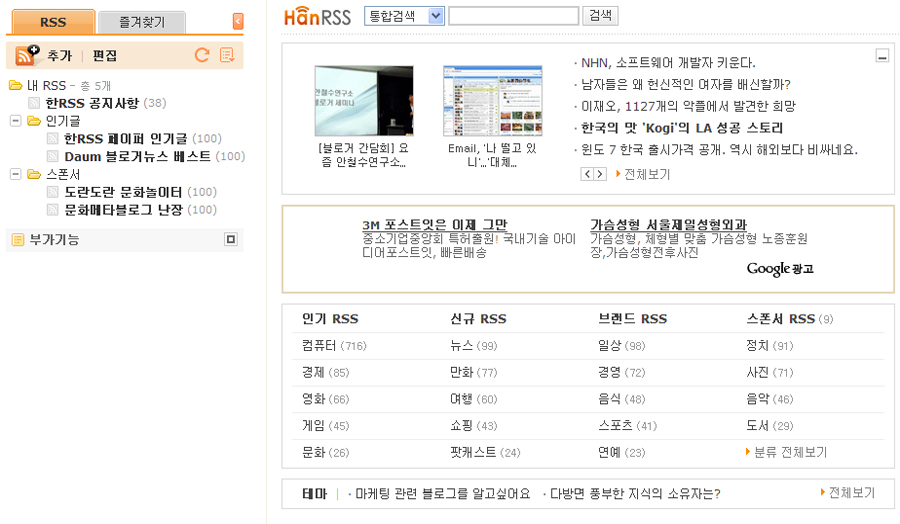 RSS
즐겨찾기
추가 | 편집
내 RSS - 총 5개
한RSS 공지사항 (38)
인기글
한RSS 페이퍼 인기글 (100)
Daum 블로거뉴스 베스트 (100)
스폰서
도란도란 문화놀이터 (100)
문화메타블로그 난장 (100)
부가기능
HanRSS
통합검색
검색
[블로거 간담회] 요
즘 안철수연구소...
Email, '나 떨고 있
니'...'대체...
· NHN, 소프트웨어 개발자 키운다.
· 남자들은 왜 헌신적인 여자를 배신할까?
· 이재오, 1127개의 악플에서 발견한 희망
· 한국의 맛 'Kogi'의 LA 성공 스토리
· 윈도 7 한국 출시가격 공개. 역시 해외보다 비싸네요.
전체보기
3M 포스트잇은 이제 그만
중소기업중앙회 특허출원! 국내기술 아이
디어포스트잇, 빠른배송
가슴성형 서울제일성형외과
가슴성형, 체형별 맞춤 가슴성형 노종훈원
장,가슴성형전후사진
Google 광고
인기 RSS 신규 RSS 브랜드 RSS 스폰서 RSS (9)
컴퓨터 (716) 뉴스 (99) 일상 (98) 정치 (91)
경제 (85) 만화 (77) 경영 (72) 사진 (71)
영화 (66) 여행 (60) 음식 (48) 음악 (46)
게임 (45) 쇼핑 (43) 스포츠 (41) 도서 (29)
문화 (26) 팟캐스트 (24) 연예 (23) 분류 전체보기
테마 | · 마케팅 관련 블로그를 알고싶어요 · 다방면 풍부한 지식의 소유자는? 전체보기